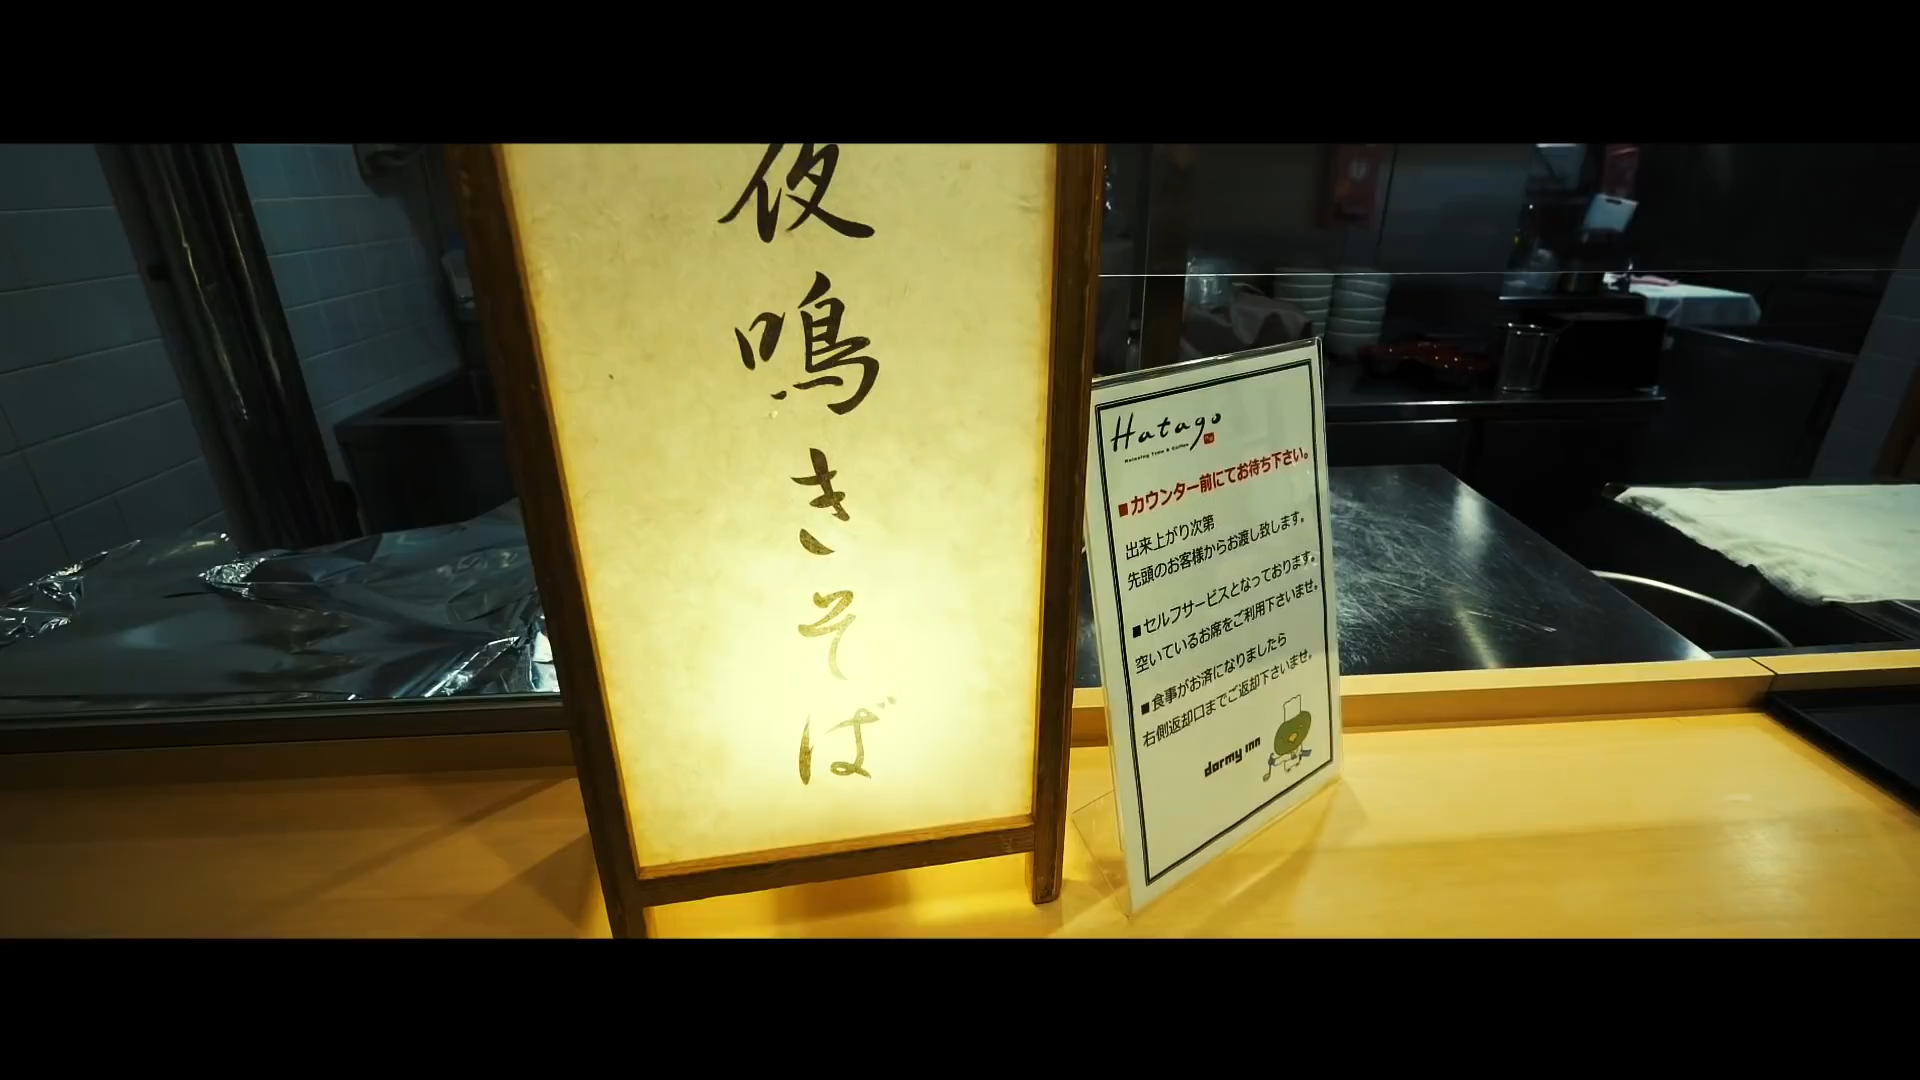 夜鳴きそば
Hatago
Relaxing Time & Coffee
■カウンター前にてお待ち下さい。
出来上がり次第
先頭のお客様からお渡し致します。
■セルフサービスとなっております。
空いているお席をご利用下さいませ。
■食事がお済になりましたら
右側返却口までご返却下さいませ。
dormy inn